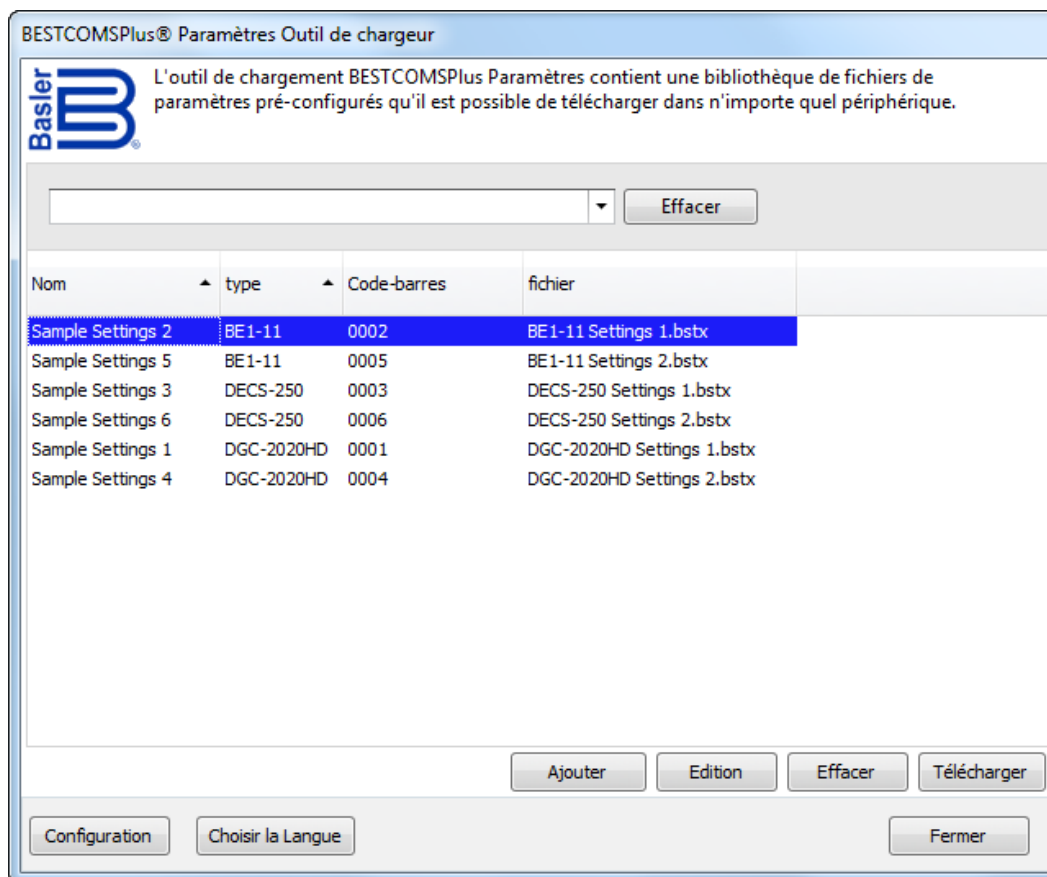 BESTCOMSPlus® Paramètres Outil de chargeur
Basler
L'outil de chargement BESTCOMSPlus Paramètres contient une bibliothèque de fichiers de
paramètres pré-configurés qu'il est possible de télécharger dans n'importe quel périphérique.
Effacer
Nom type Code-barres fichier
Sample Settings 2 BE1-11 0002 BE1-11 Settings 1.bstx
Sample Settings 5 BE1-11 0005 BE1-11 Settings 2.bstx
Sample Settings 3 DECS-250 0003 DECS-250 Settings 1.bstx
Sample Settings 6 DECS-250 0006 DECS-250 Settings 2.bstx
Sample Settings 1 DGC-2020HD 0001 DGC-2020HD Settings 1.bstx
Sample Settings 4 DGC-2020HD 0004 DGC-2020HD Settings 2.bstx
Ajouter Edition Effacer Télécharger
Configuration Choisir la Langue Fermer